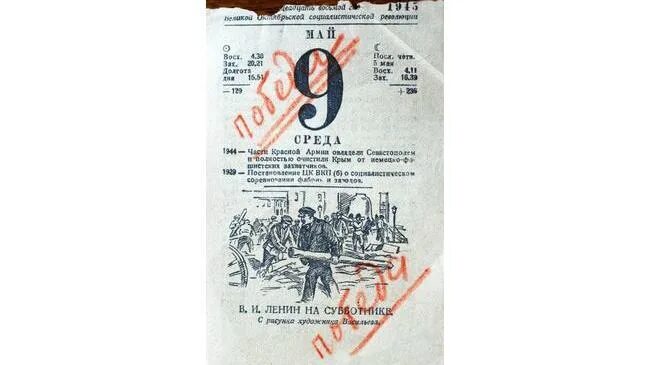 1945
Великой Октябрьской социалистической революции
МАЙ
Восх. 4.30
Зах. 20,21
Долгота
дня 15.51
—129
9
Посл. четв.
5 мая
Восх. 4,11
Зах. 16,39
+236
Победа
СРЕДА
1944— Части Красной Армии овладели Севастополем
и полностью очистили Крым от немецко-фа-
шистских захватчиков.
1929— Постановление ЦК ВКП (б) о социалистическом
соревновании фабрик и заводов.
В. И. ЛЕНИН НА СУББОТНИКЕ.
С рисунка художника Васильева.
победа